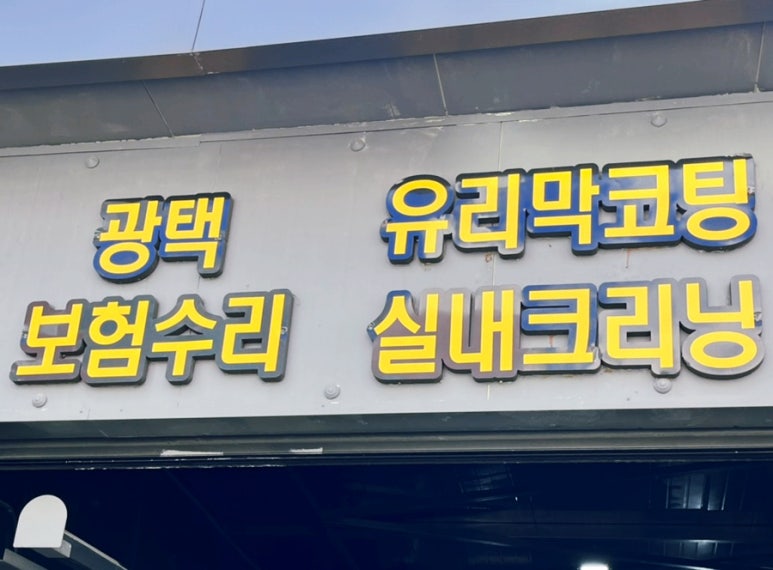 광택 유리막코팅
보험수리 실내크리닝